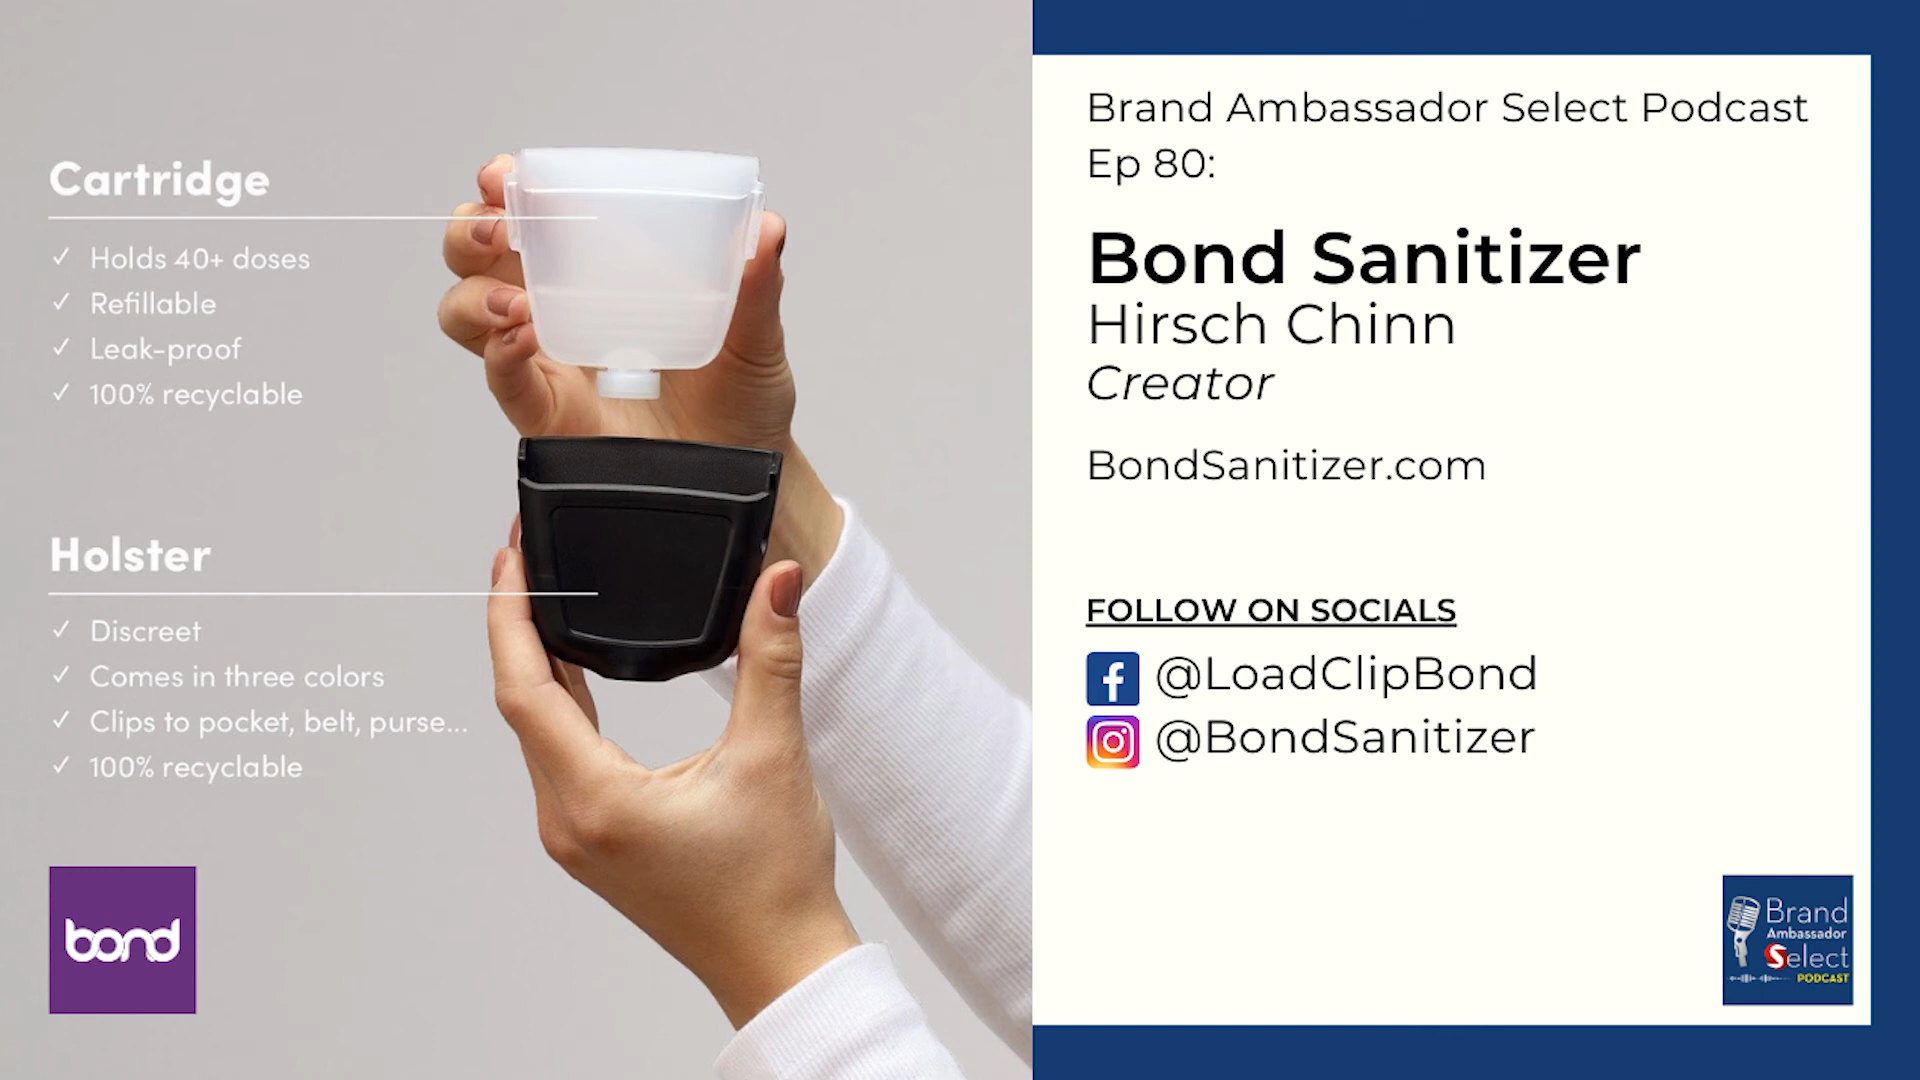 Cartridge
✓ Holds 40+ doses
✓ Refillable
✓ Leak-proof
✓ 100% recyclable
Holster
✓ Discreet
✓ Comes in three colors
✓ Clips to pocket, belt, purse...
✓ 100% recyclable
bond
Brand Ambassador Select Podcast
Ep 80:
Bond Sanitizer
Hirsch Chinn
Creator
BondSanitizer.com
FOLLOW ON SOCIALS
@LoadClipBond
@BondSanitizer
Brand
Ambassador
Select
PODCAST